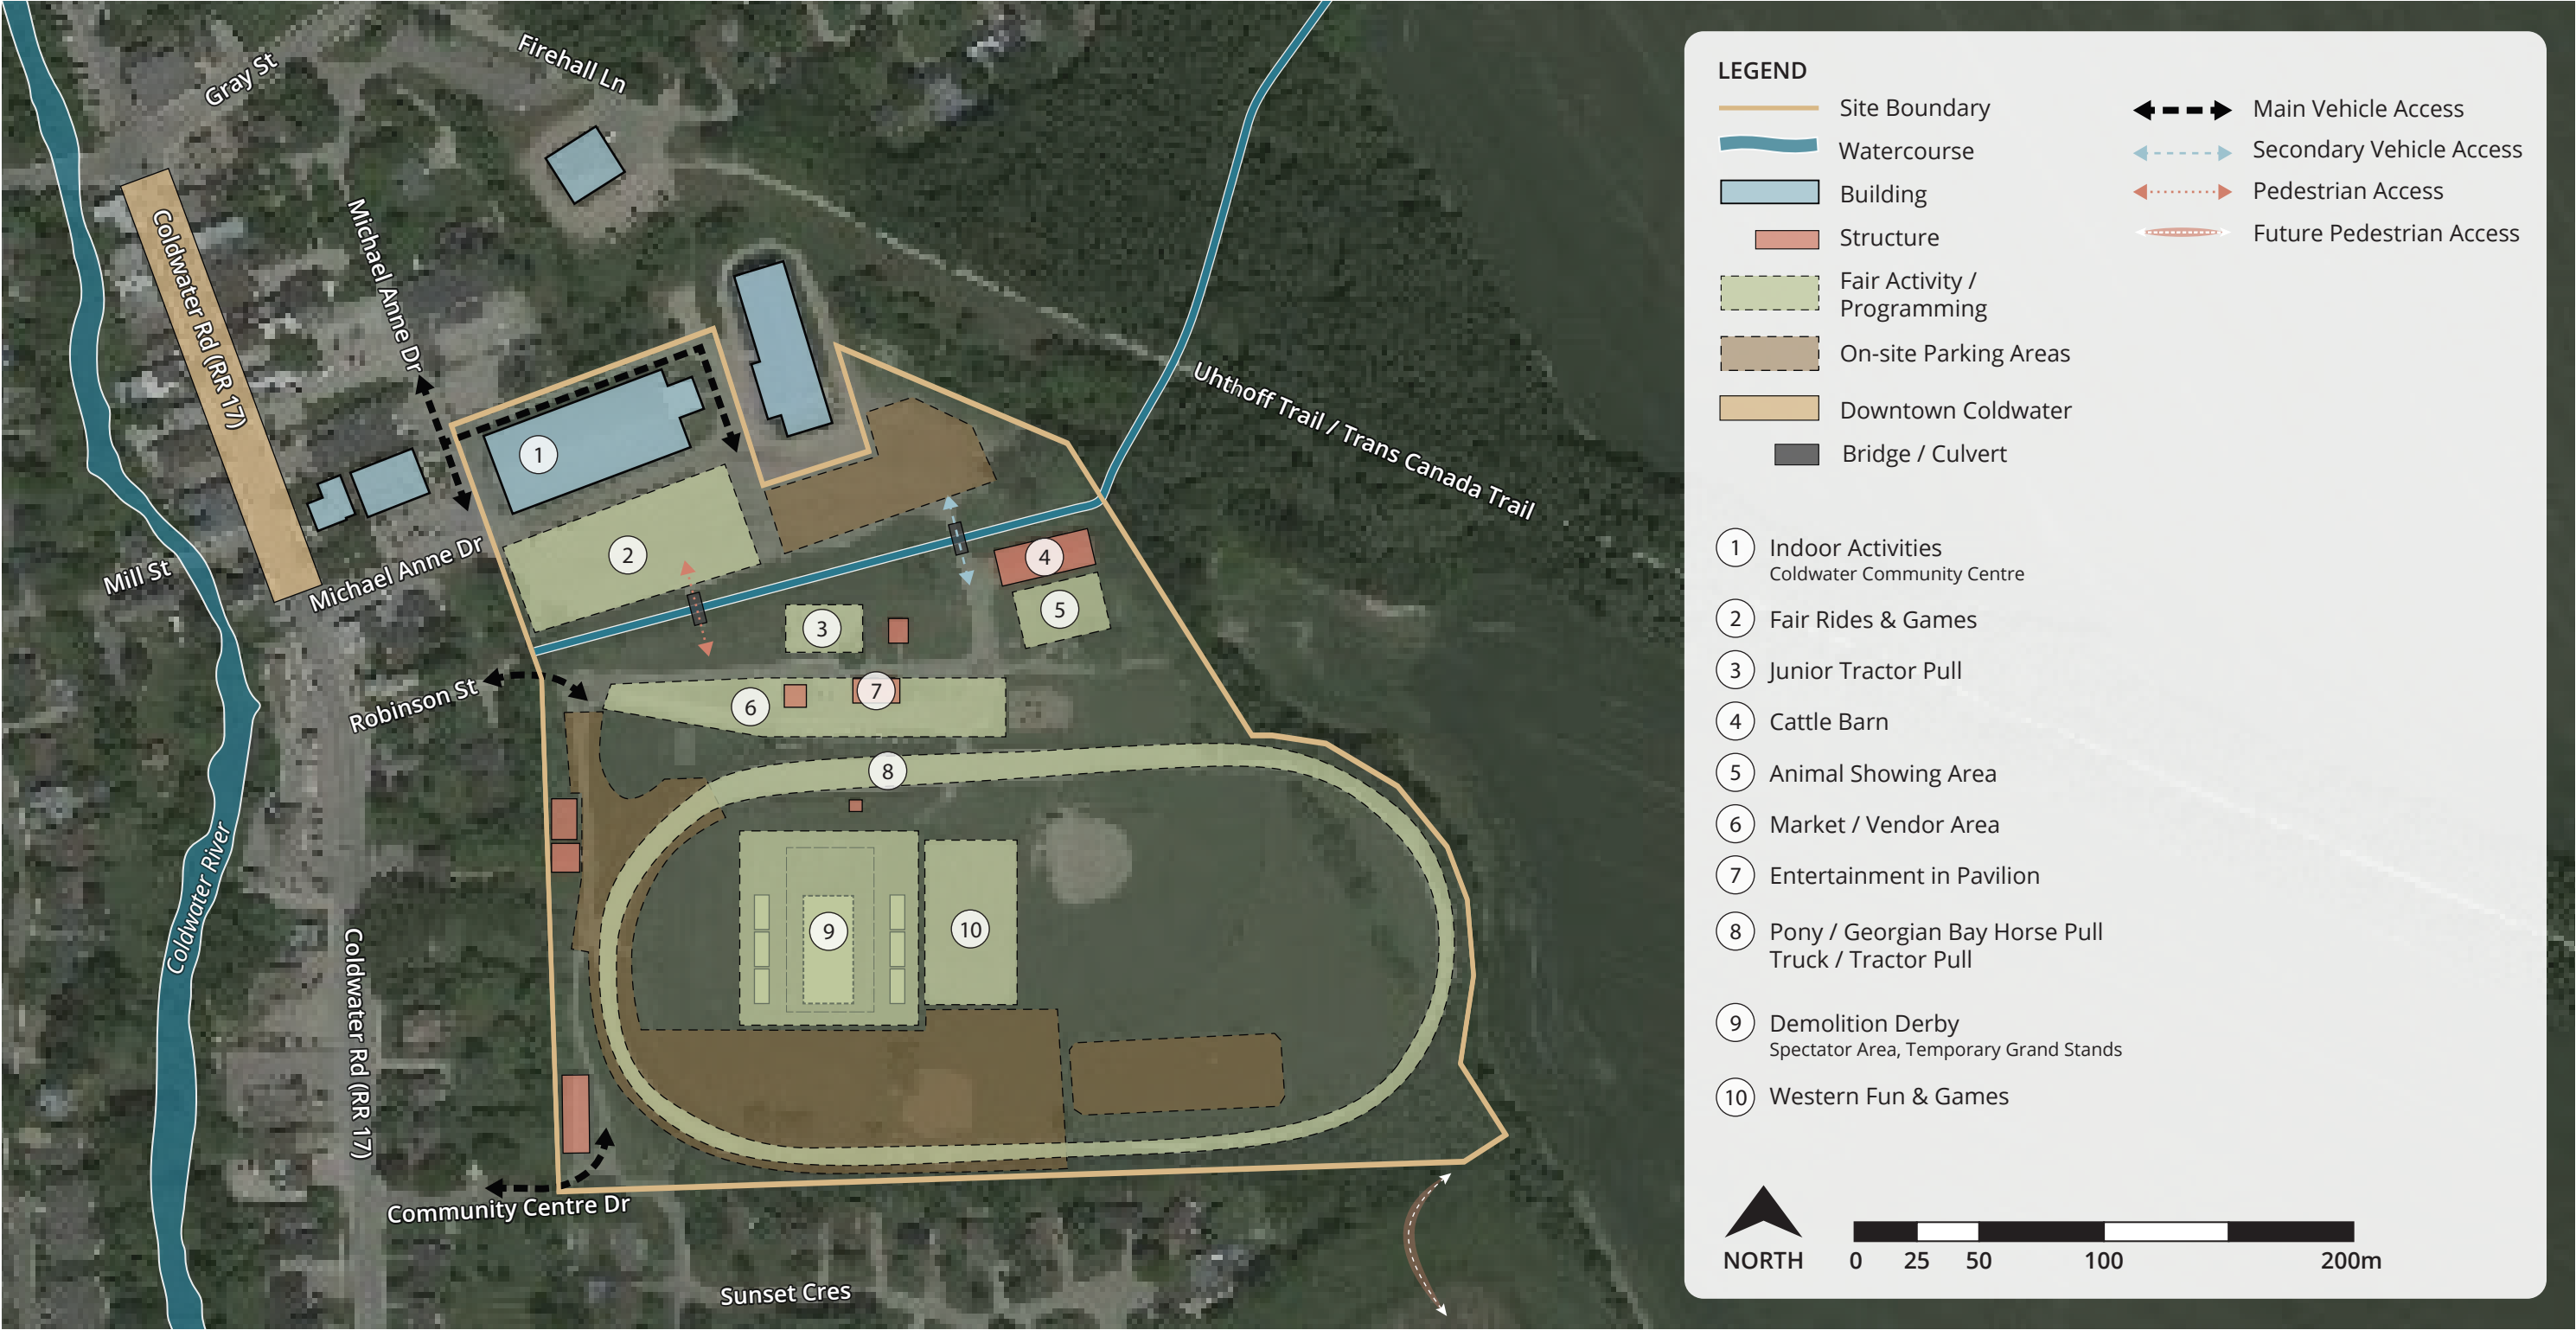 Gray St
Firehall Ln
Michael Anne Dr
Coldwater Rd (RR 17)
Uhthoff Trail / Trans Canada Trail
Mill St
Michael Anne Dr
Robinson St
Coldwater River
Coldwater Rd (RR 17)
Community Centre Dr
Sunset Cres
1
2
3
4
5
6
7
8
9
10
LEGEND
Site Boundary
Watercourse
Building
Structure
Fair Activity /
Programming
On-site Parking Areas
Downtown Coldwater
Bridge / Culvert
Main Vehicle Access
Secondary Vehicle Access
Pedestrian Access
Future Pedestrian Access
1 Indoor Activities
Coldwater Community Centre
2 Fair Rides & Games
3 Junior Tractor Pull
4 Cattle Barn
5 Animal Showing Area
6 Market / Vendor Area
7 Entertainment in Pavilion
8 Pony / Georgian Bay Horse Pull
Truck / Tractor Pull
9 Demolition Derby
Spectator Area, Temporary Grand Stands
10 Western Fun & Games
NORTH
0 25 50 100 200m